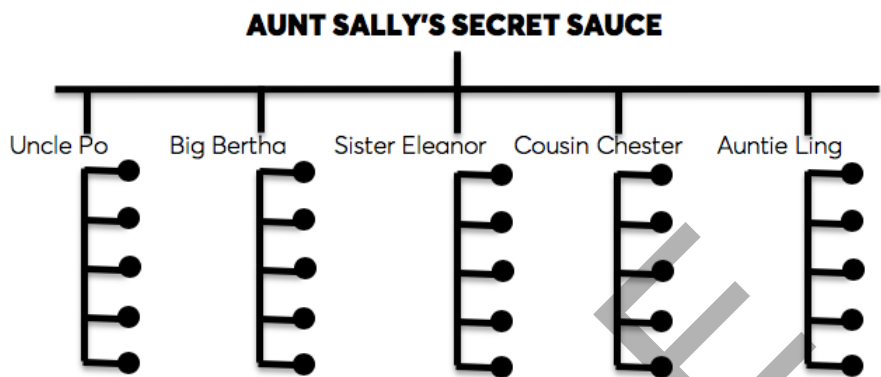 AUNT SALLY'S SECRET SAUCE
Uncle Po Big Bertha Sister Eleanor Cousin Chester Auntie Ling